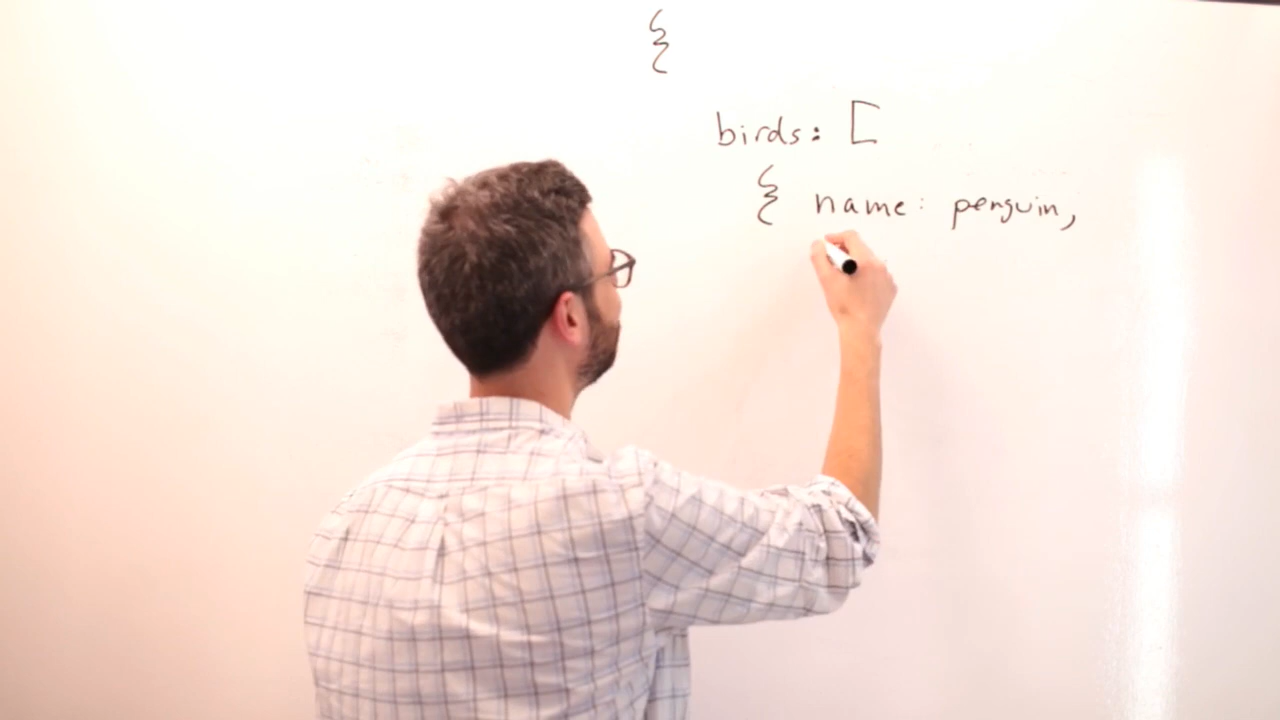 {
birds: [
{ name: penguin,